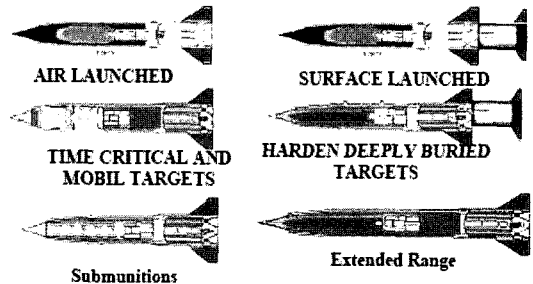 AIR LAUNCHED
SURFACE LAUNCHED
TIME CRITICAL AND
MOBIL TARGETS
HARDEN DEEPLY BURIED
TARGETS
Submunitions
Extended Range